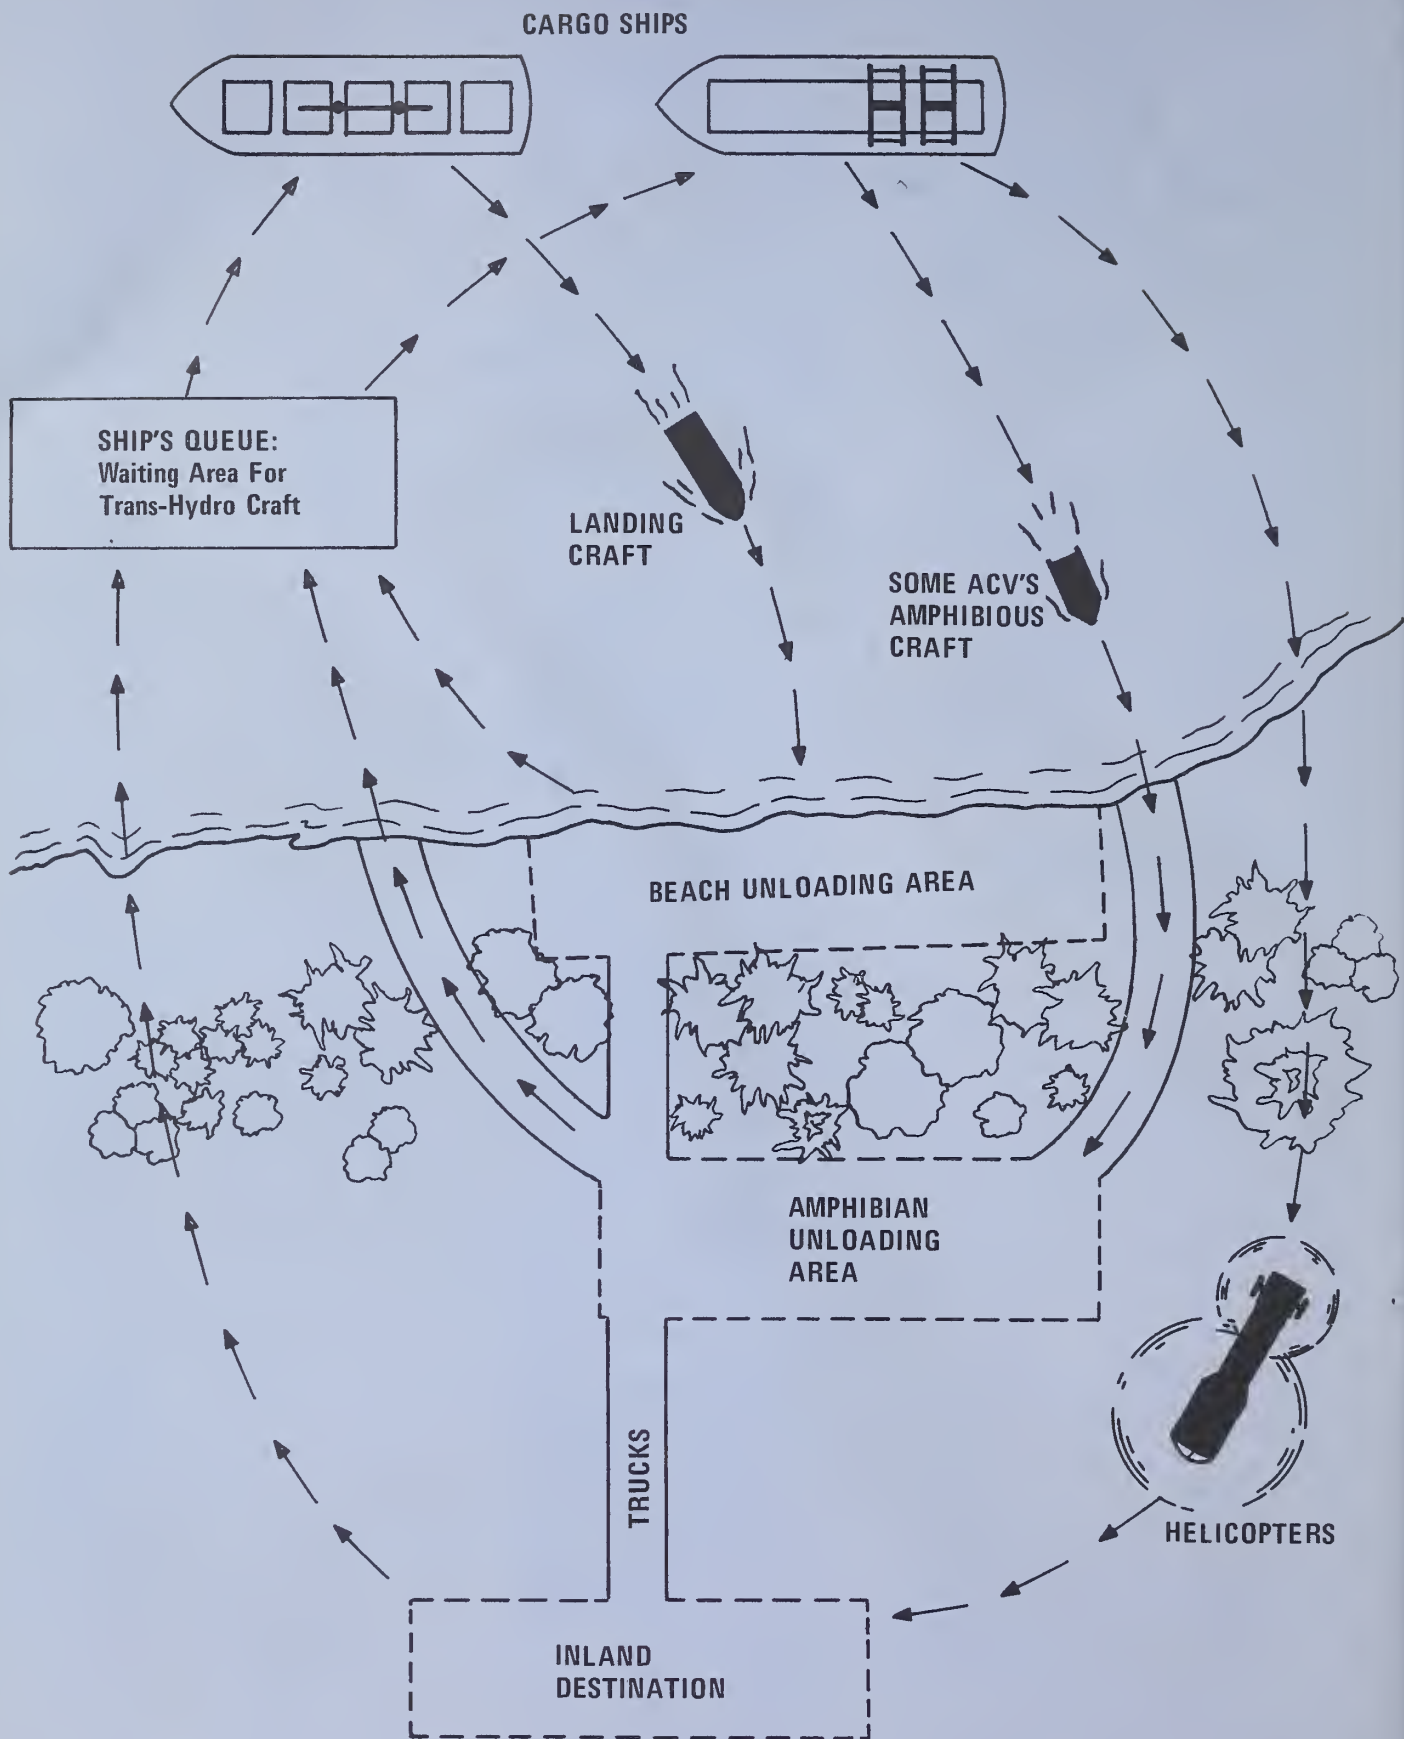 CARGO SHIPS
SHIP'S QUEUE:
Waiting Area For
Trans-Hydro Craft
LANDING
CRAFT
SOME ACV'S
AMPHIBIOUS
CRAFT
BEACH UNLOADING AREA
AMPHIBIAN
UNLOADING
AREA
TRUCKS
HELICOPTERS
INLAND
DESTINATION